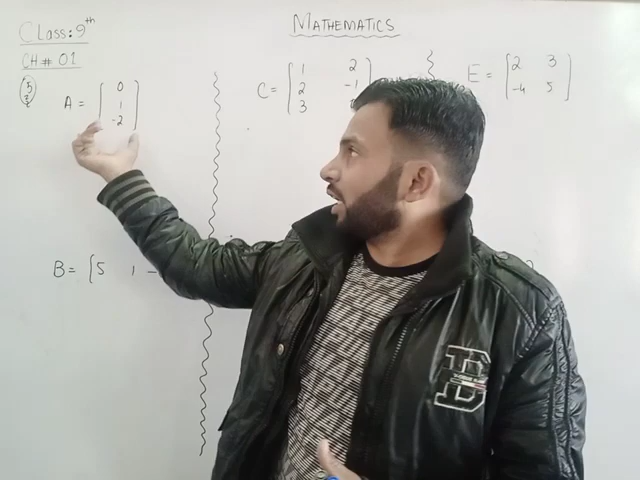 Class: 9th
MATHEMATICS
CH # 01
A = [ 0
1
-2 ]
C = [ 1 2
2 -1
3
E = [ 2 3
-4 5 ]
B = [ 5 1 -
B